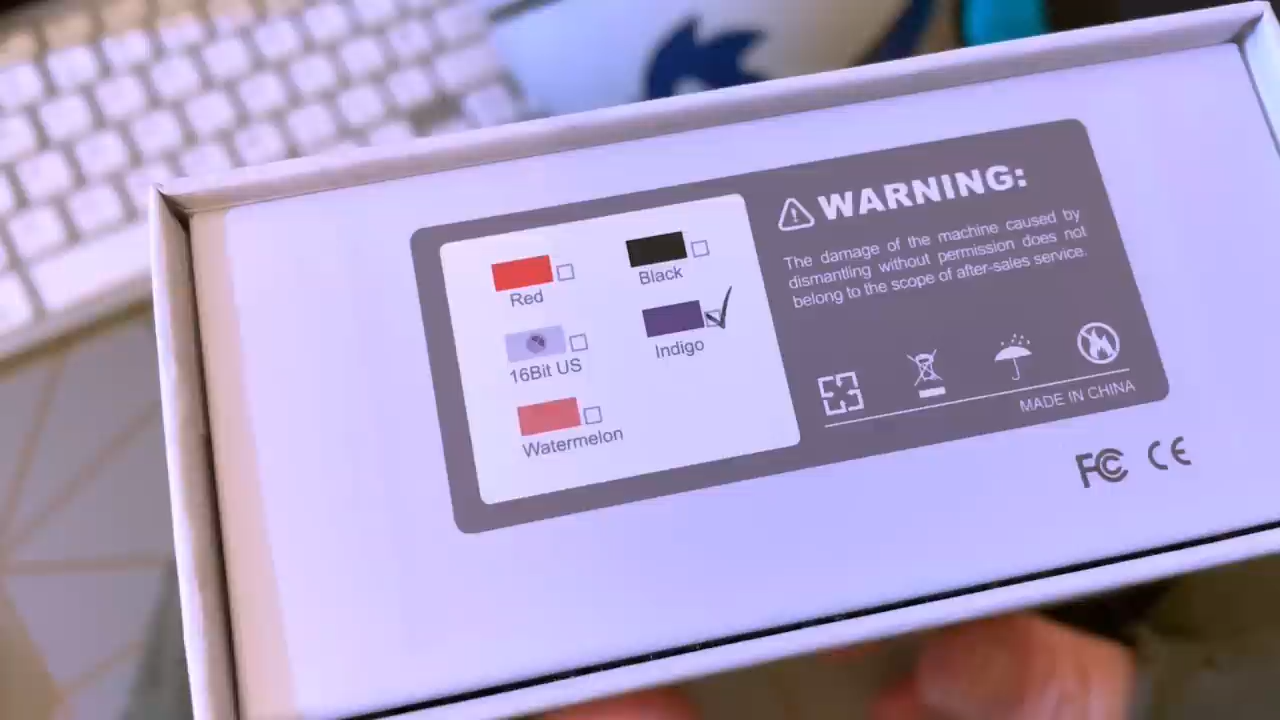 Red
Black
16Bit US
Indigo
Watermelon
WARNING:
The damage of the machine caused by
dismantling without permission does not
belong to the scope of after-sales service.
MADE IN CHINA
FC CE